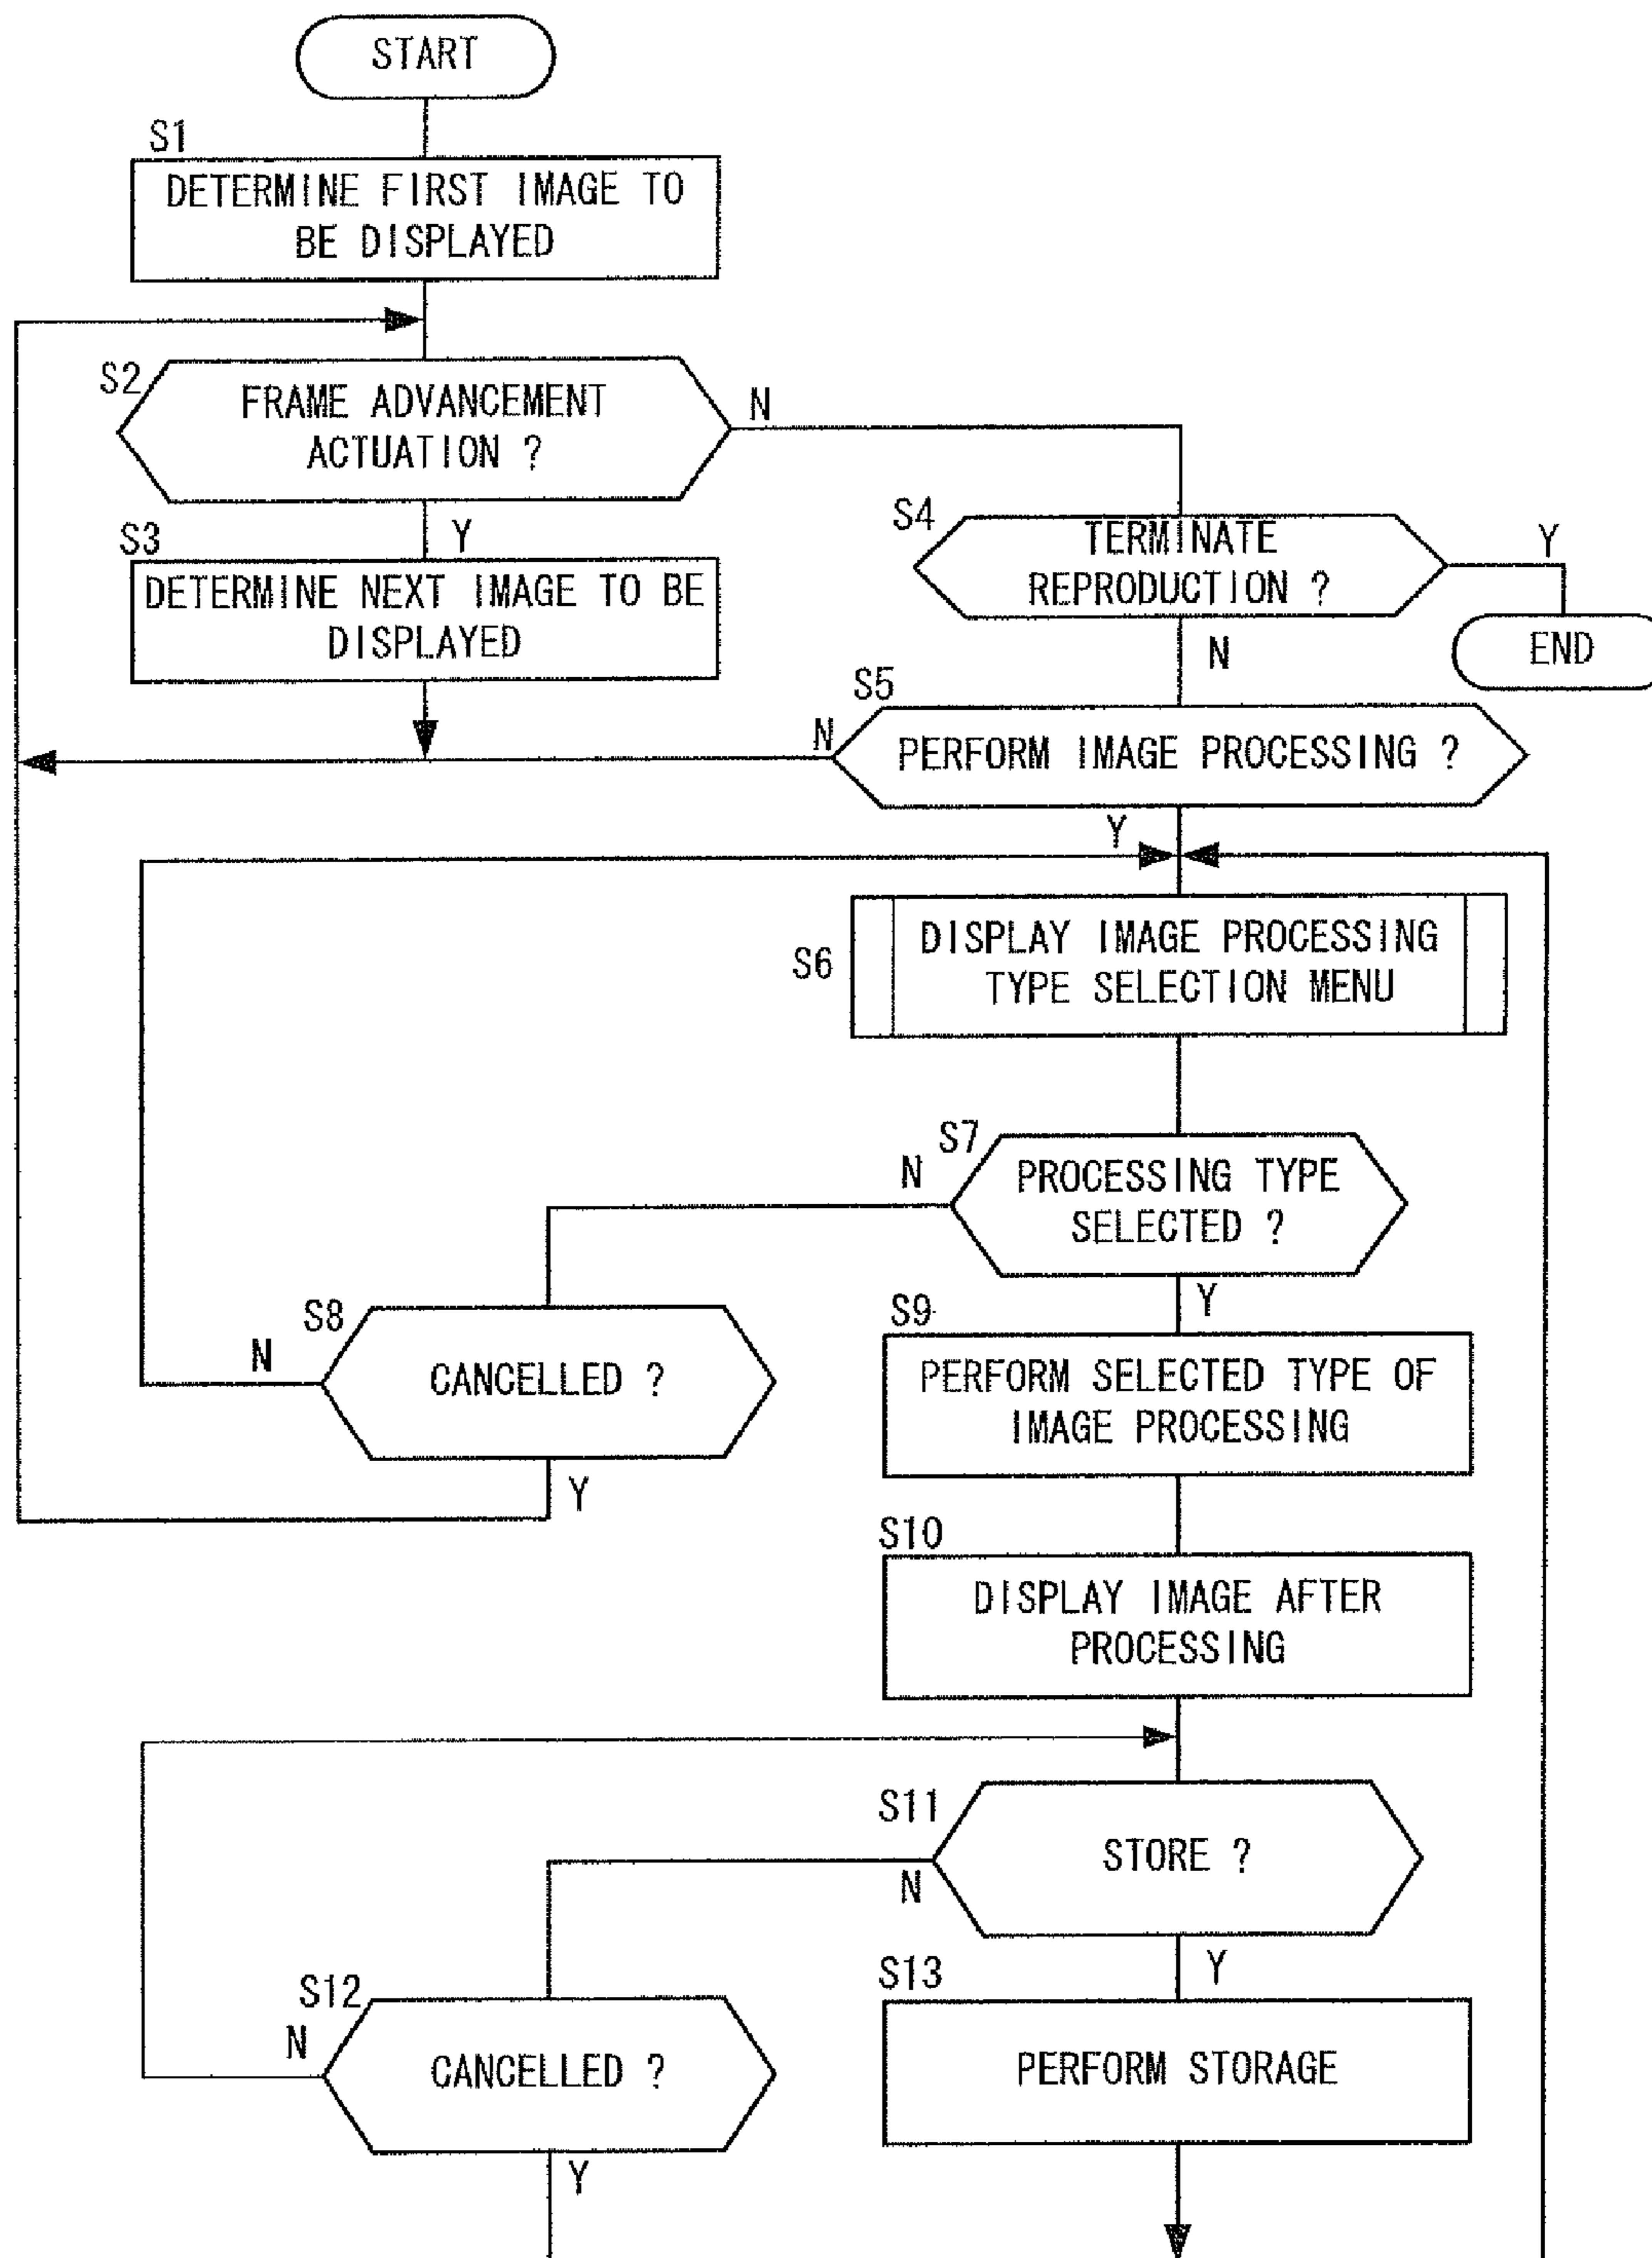 START
S1
DETERMINE FIRST IMAGE TO
BE DISPLAYED
S2
FRAME ADVANCEMENT
ACTUATION ?
N
Y
S3
DETERMINE NEXT IMAGE TO BE
DISPLAYED
S4
TERMINATE
REPRODUCTION ?
Y
END
N
S5
N
PERFORM IMAGE PROCESSING ?
Y
S6
DISPLAY IMAGE PROCESSING
TYPE SELECTION MENU
S7
N
PROCESSING TYPE
SELECTED ?
Y
S8
N
CANCELLED ?
Y
S9
PERFORM SELECTED TYPE OF
IMAGE PROCESSING
S10
DISPLAY IMAGE AFTER
PROCESSING
S11
STORE ?
N
Y
S12
N
CANCELLED ?
Y
S13
PERFORM STORAGE